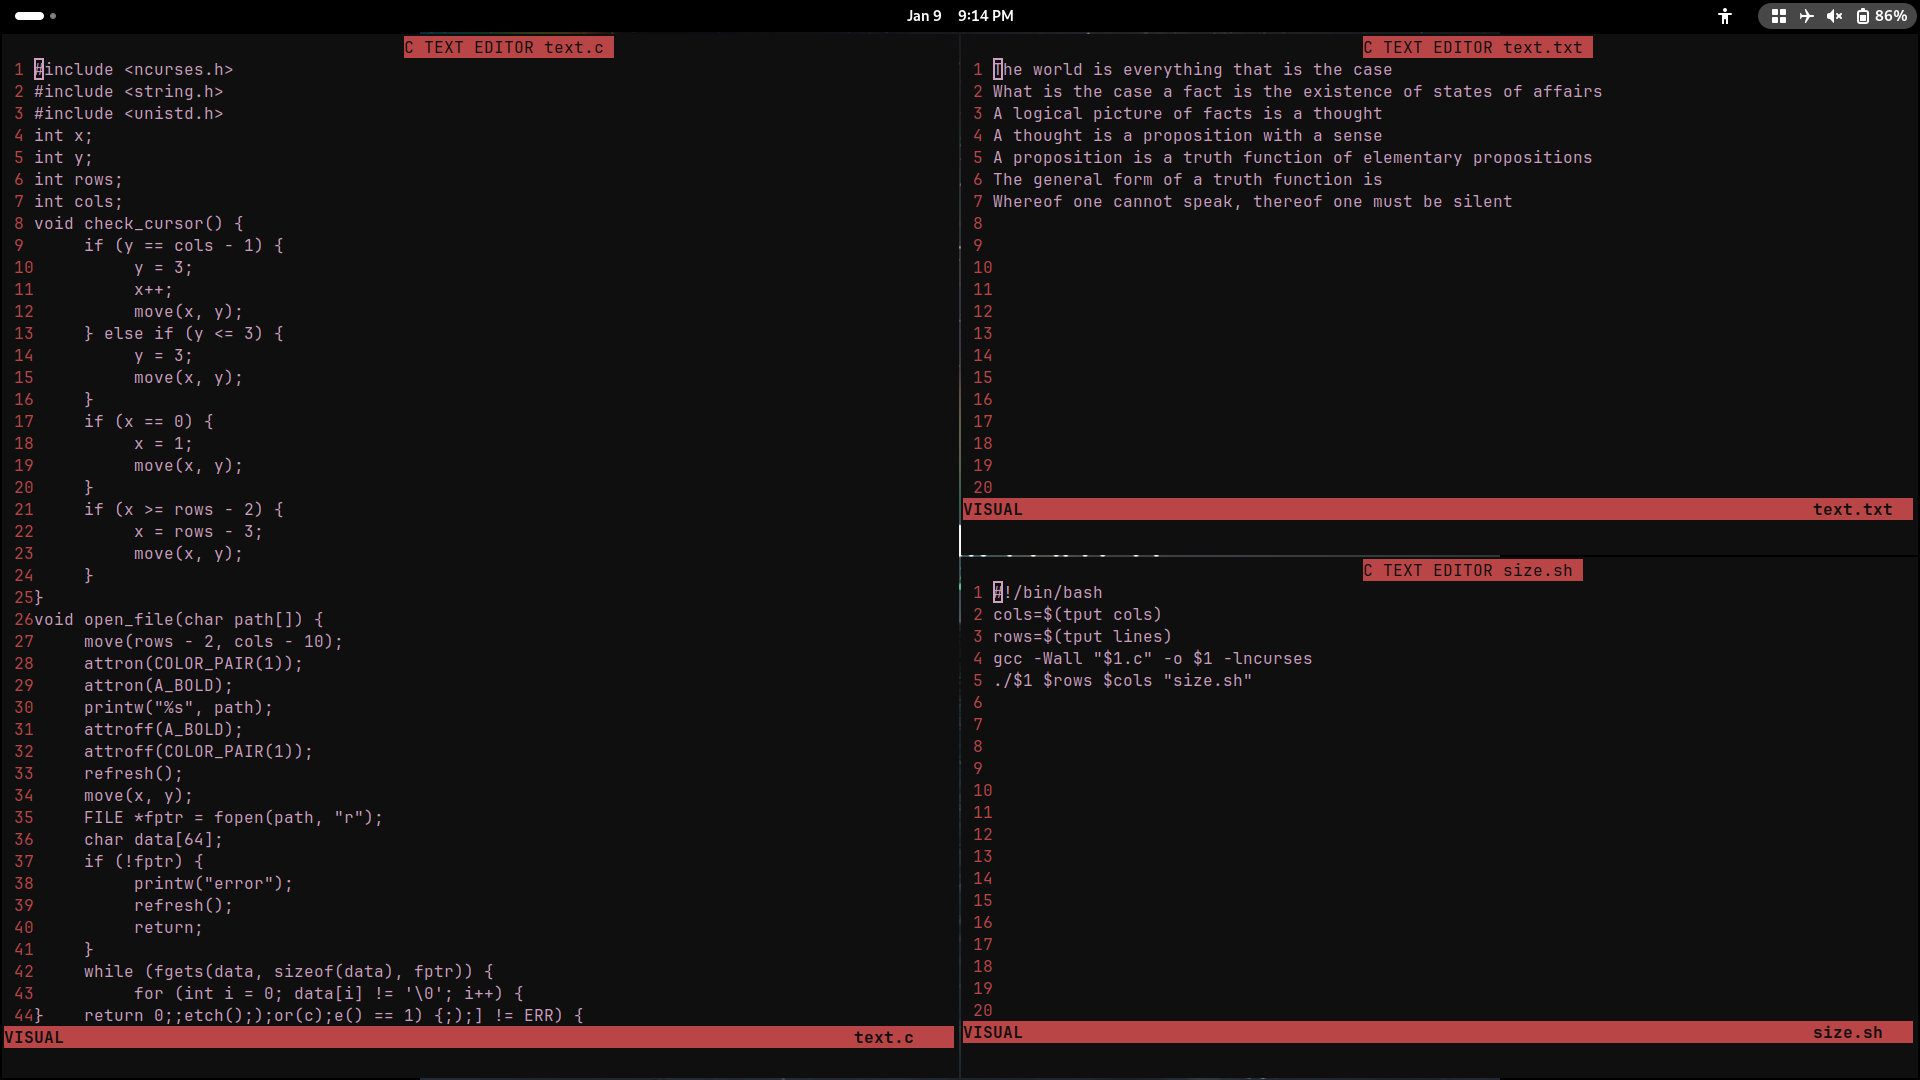 Jan 9 9:14 PM
86%
C TEXT EDITOR text.c
1 #include <ncurses.h>
2 #include <string.h>
3 #include <unistd.h>
4 int x;
5 int y;
6 int rows;
7 int cols;
8 void check_cursor() {
9 if (y == cols - 1) {
10 y = 3;
11 x++;
12 move(x, y);
13 } else if (y <= 3) {
14 y = 3;
15 move(x, y);
16 }
17 if (x == 0) {
18 x = 1;
19 move(x, y);
20 }
21 if (x >= rows - 2) {
22 x = rows - 3;
23 move(x, y);
24 }
25}
26void open_file(char path[]) {
27 move(rows - 2, cols - 10);
28 attron(COLOR_PAIR(1));
29 attron(A_BOLD);
30 printw("%s", path);
31 attroff(A_BOLD);
32 attroff(COLOR_PAIR(1));
33 refresh();
34 move(x, y);
35 FILE *fptr = fopen(path, "r");
36 char data[64];
37 if (!fptr) {
38 printw("error");
39 refresh();
40 return;
41 }
42 while (fgets(data, sizeof(data), fptr)) {
43 for (int i = 0; data[i] != '\0'; i++) {
44} return 0;;etch(););or(c);e() == 1) {;);] != ERR) {
VISUAL text.c
C TEXT EDITOR text.txt
1 The world is everything that is the case
2 What is the case a fact is the existence of states of affairs
3 A logical picture of facts is a thought
4 A thought is a proposition with a sense
5 A proposition is a truth function of elementary propositions
6 The general form of a truth function is
7 Whereof one cannot speak, thereof one must be silent
8
9
10
11
12
13
14
15
16
17
18
19
20
VISUAL text.txt
C TEXT EDITOR size.sh
1 #!/bin/bash
2 cols=$(tput cols)
3 rows=$(tput lines)
4 gcc -Wall "$1.c" -o $1 -lncurses
5 ./$1 $rows $cols "size.sh"
6
7
8
9
10
11
12
13
14
15
16
17
18
19
20
VISUAL size.sh